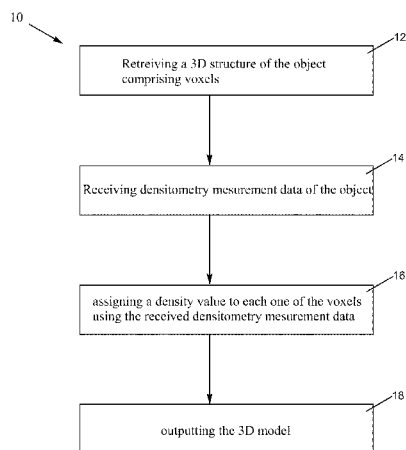 10
12
Retreiving a 3D structure of the object
comprising voxels
14
Receiving densitometry mesurement data of the object
16
assigning a density value to each one of the voxels
using the received densitometry mesurement data
18
outputting the 3D model